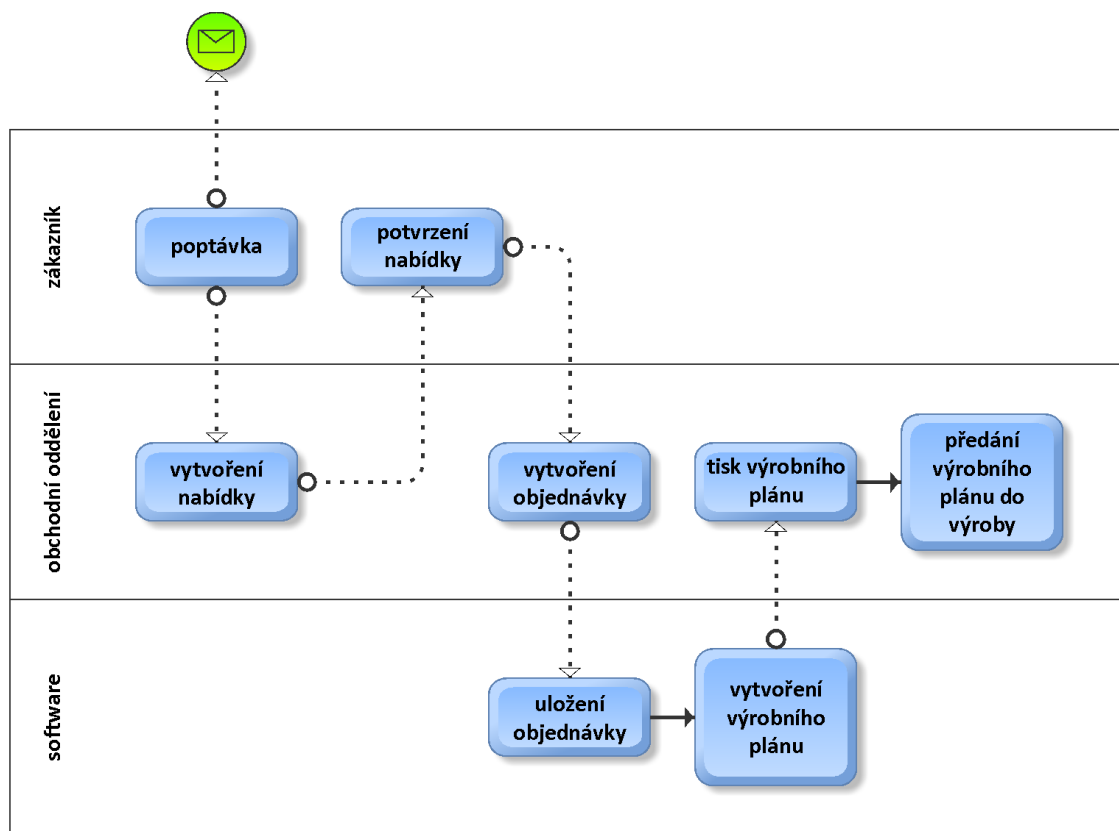 zákazník
poptávka
potvrzení
nabídky
obchodní oddělení
vytvoření
nabídky
vytvoření
objednávky
tisk výrobního
plánu
předání
výrobního
plánu do
výroby
software
uložení
objednávky
vytvoření
výrobního
plánu